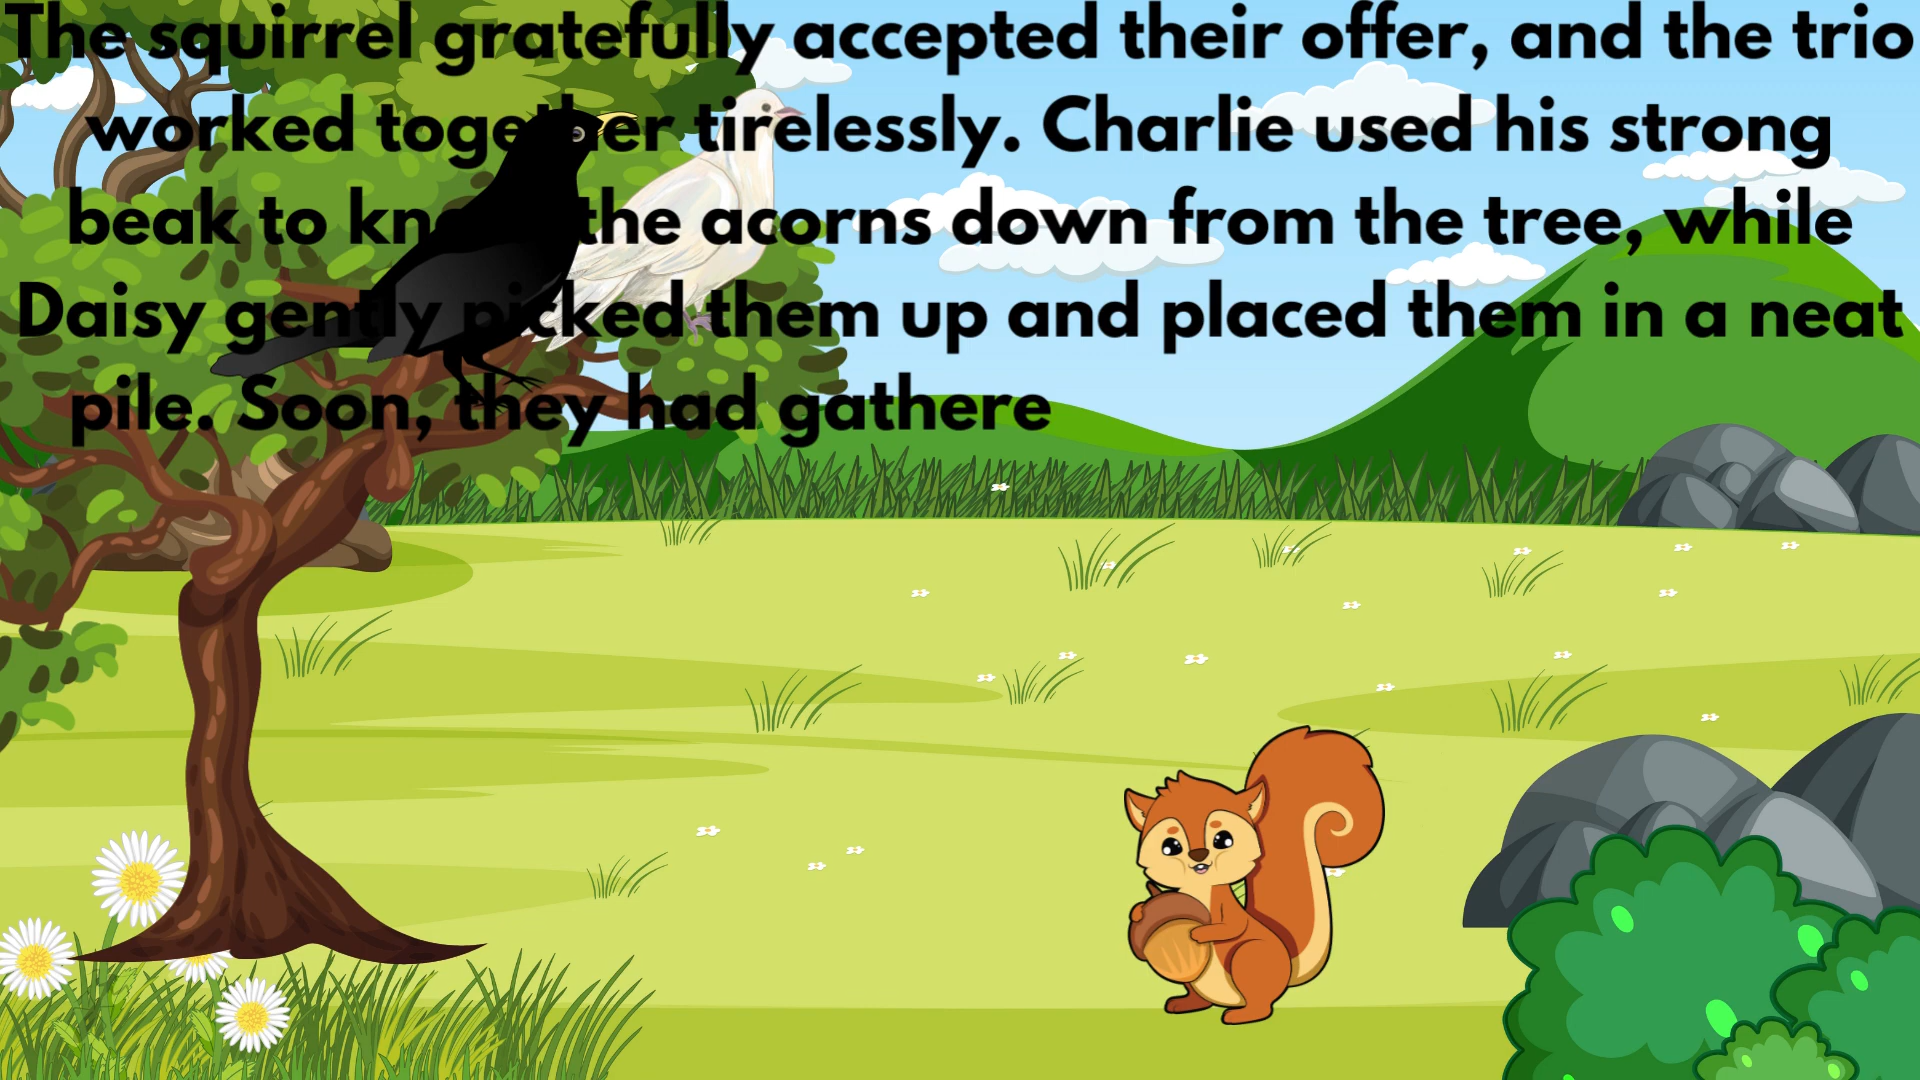 The squirrel gratefully accepted their offer, and the trio
worked together tirelessly. Charlie used his strong
beak to the acorns down from the tree, while
Daisy gently picked them up and placed them in a neat
pile. Soon, they had gathere